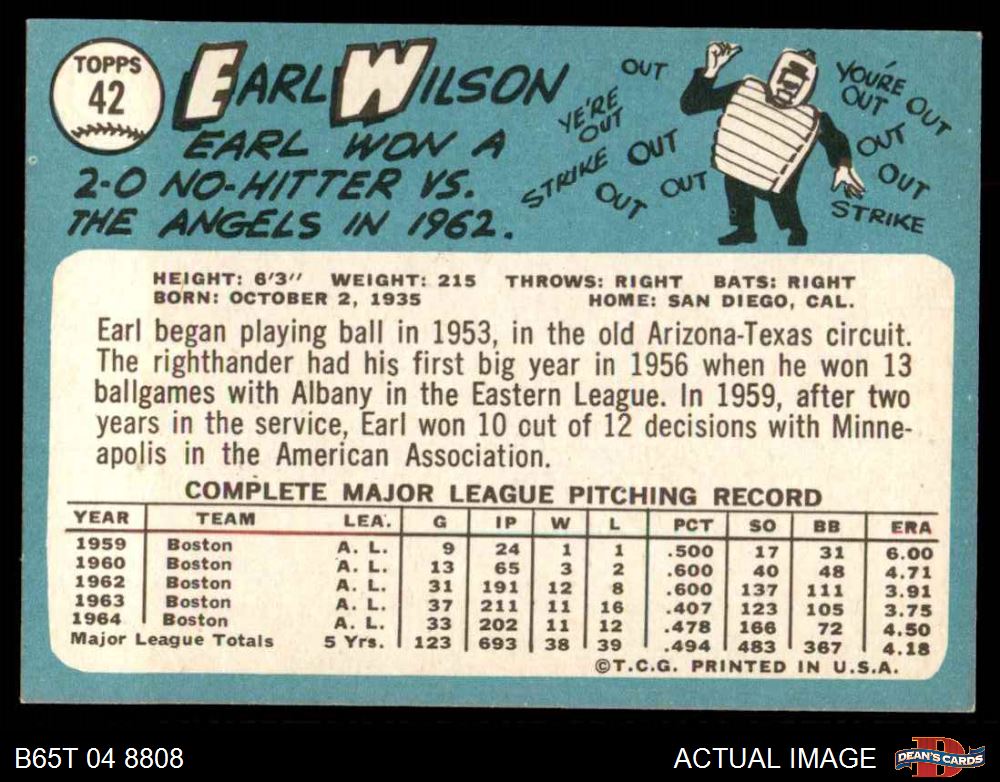 TOPPS
42
EARL WILSON
EARL WON A
2-0 NO-HITTER VS.
THE ANGELS IN 1962.
OUT
YE'RE
OUT
STRIKE
OUT
OUT
OUT
YOU'RE
OUT
OUT
OUT
OUT
STRIKE
HEIGHT: 6'3" WEIGHT: 215 THROWS: RIGHT BATS: RIGHT
BORN: OCTOBER 2, 1935 HOME: SAN DIEGO, CAL.
Earl began playing ball in 1953, in the old Arizona-Texas circuit.
The righthander had his first big year in 1956 when he won 13
ballgames with Albany in the Eastern League. In 1959, after two
years in the service, Earl won 10 out of 12 decisions with Minne-
apolis in the American Association.
COMPLETE MAJOR LEAGUE PITCHING RECORD
YEAR TEAM LEA. G IP W L PCT SO BB ERA
1959 Boston A. L. 9 24 1 1 .500 17 31 6.00
1960 Boston A. L. 13 65 3 2 .600 40 48 4.71
1962 Boston A. L. 31 191 12 8 .600 137 111 3.91
1963 Boston A. L. 37 211 11 16 .407 123 105 3.75
1964 Boston A. L. 33 202 11 12 .478 166 72 4.50
Major League Totals 5 Yrs. 123 693 38 39 .494 483 367 4.18
©T.C.G. PRINTED IN U.S.A.
B65T 04 8808
ACTUAL IMAGE
D
DEAN'S CARDS